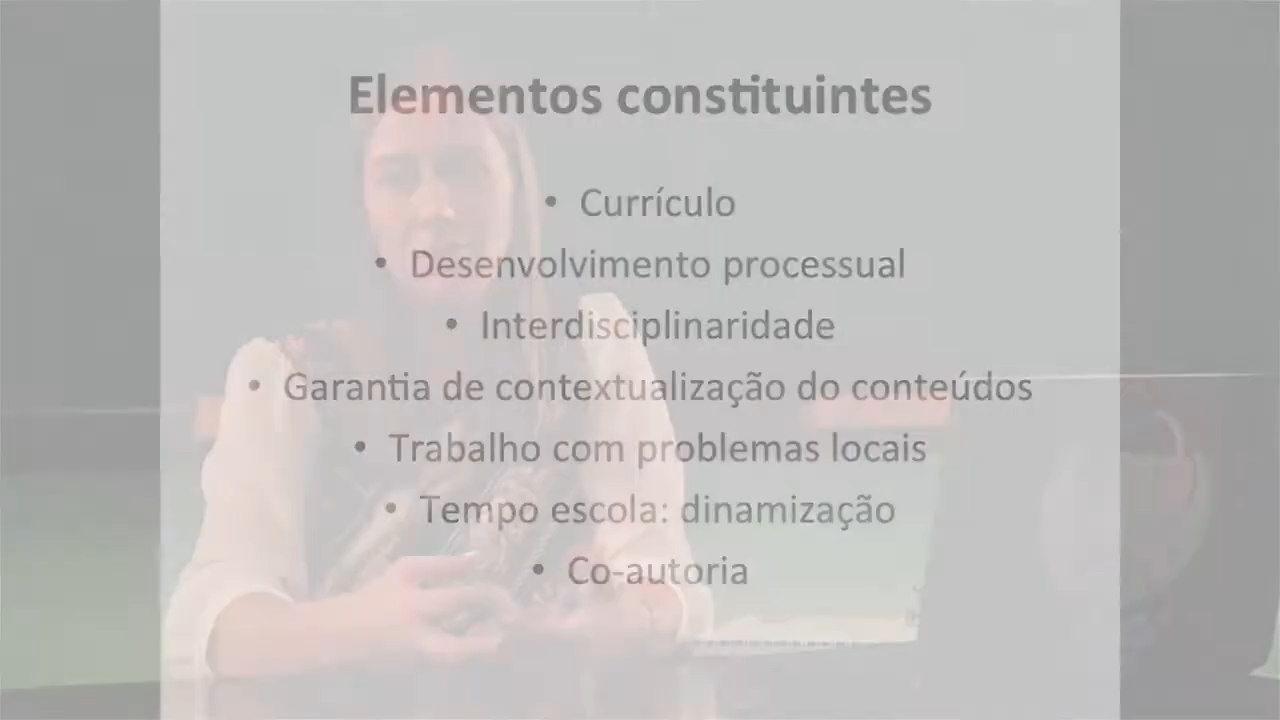 Elementos constituintes
• Currículo
• Desenvolvimento processual
• Interdisciplinaridade
• Garantia de contextualização do conteúdos
• Trabalho com problemas locais
• Tempo escola: dinamização
• Co-autoria